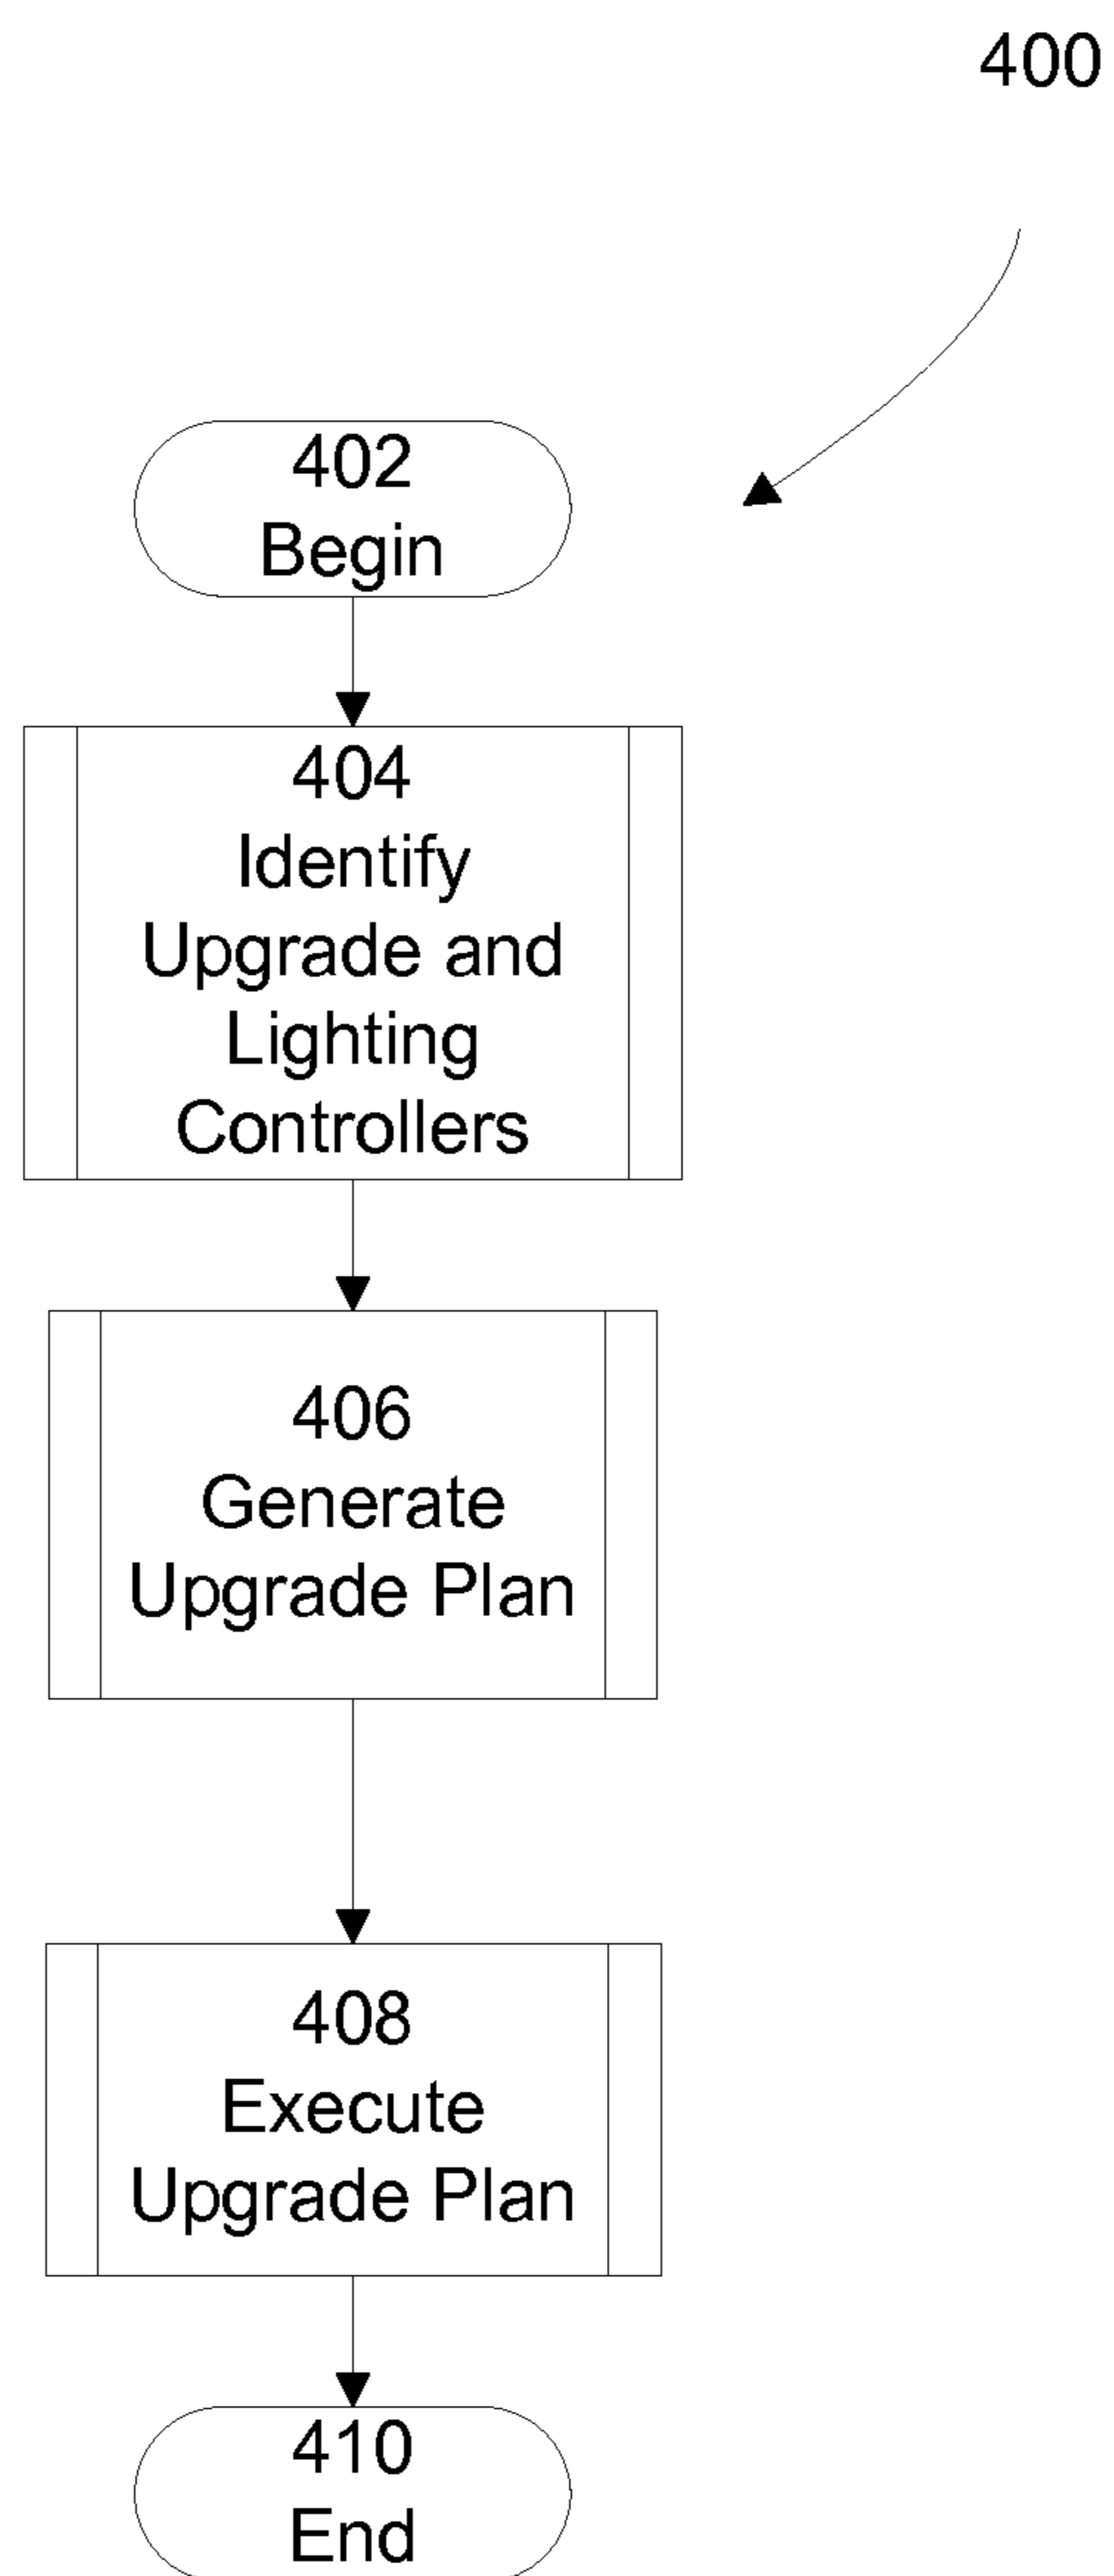 400
402
Begin
404
Identify
Upgrade and
Lighting
Controllers
406
Generate
Upgrade Plan
408
Execute
Upgrade Plan
410
End